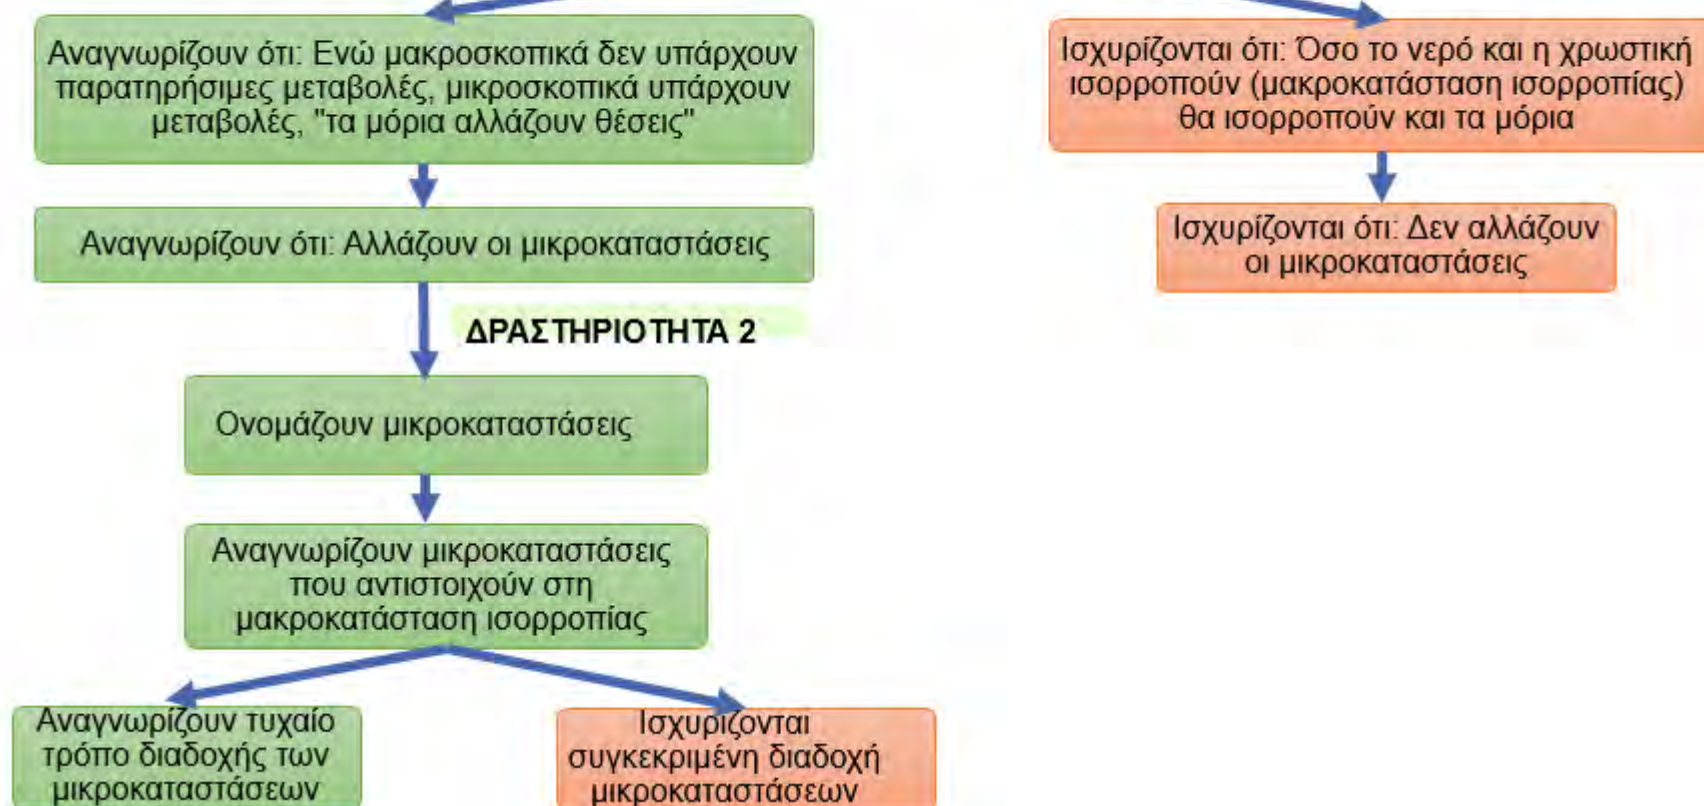 Αναγνωρίζουν ότι: Ενώ μακροσκοπικά δεν υπάρχουν
παρατηρήσιμες μεταβολές, μικροσκοπικά υπάρχουν
μεταβολές, "τα μόρια αλλάζουν θέσεις"
Ισχυρίζονται ότι: Όσο το νερό και η χρωστική
ισορροπούν (μακροκατάσταση ισορροπίας)
θα ισορροπούν και τα μόρια
Αναγνωρίζουν ότι: Αλλάζουν οι μικροκαταστάσεις
Ισχυρίζονται ότι: Δεν αλλάζουν
οι μικροκαταστάσεις
ΔΡΑΣΤΗΡΙΟΤΗΤΑ 2
Ονομάζουν μικροκαταστάσεις
Αναγνωρίζουν μικροκαταστάσεις
που αντιστοιχούν στη
μακροκατάσταση ισορροπίας
Αναγνωρίζουν τυχαίο
τρόπο διαδοχής των
μικροκαταστάσεων
Ισχυρίζονται
συγκεκριμένη διαδοχή
μικροκαταστάσεων